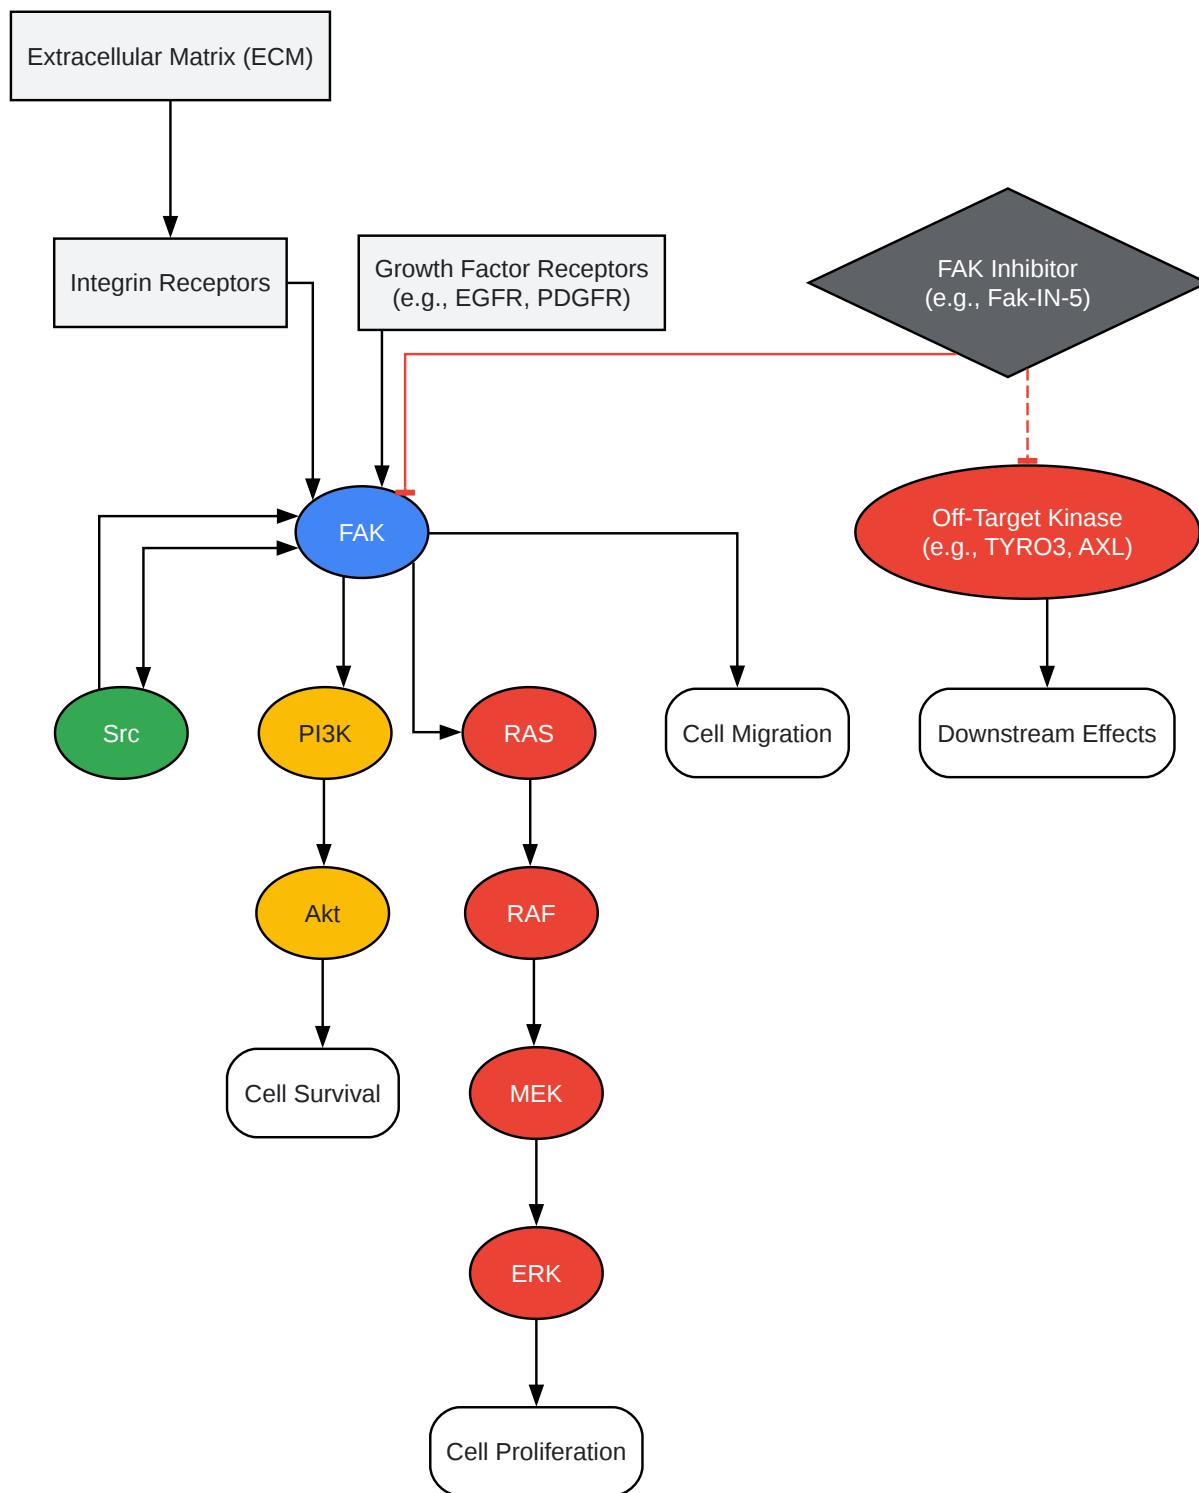 Extracellular Matrix (ECM)
Integrin Receptors
Growth Factor Receptors
(e.g., EGFR, PDGFR)
FAK Inhibitor
(e.g., Fak-IN-5)
FAK
Off-Target Kinase
(e.g., TYRO3, AXL)
Src
PI3K
RAS
Cell Migration
Downstream Effects
Akt
RAF
Cell Survival
MEK
ERK
Cell Proliferation